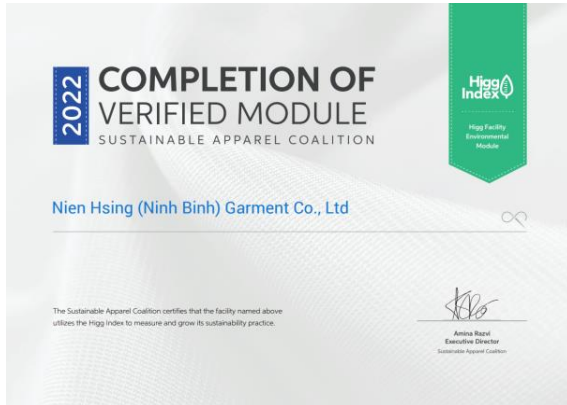 2022
COMPLETION OF
VERIFIED MODULE
SUSTAINABLE APPAREL COALITION
Higg
Index
Higg Facility
Environmental
Module
Nien Hsing (Ninh Binh) Garment Co., Ltd
The Sustainable Apparel Coalition certifies that the facility named above
utilizes the Higg Index to measure and grow its sustainability practice.
Amina Razvi
Executive Director
Sustainable Apparel Coalition